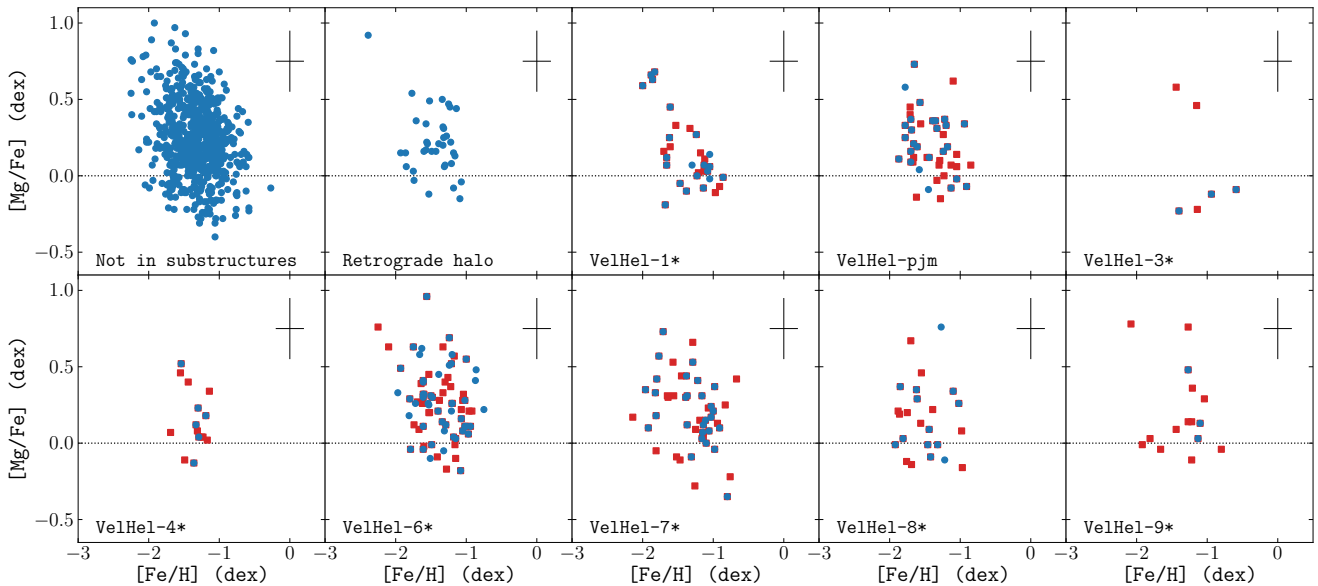 [Mg/Fe] (dex)
1.0
0.5
0.0
−0.5
Not in substructures
Retrograde halo
VelHel-1*
VelHel-pjm
VelHel-3*
[Mg/Fe] (dex)
1.0
0.5
0.0
−0.5
VelHel-4*
VelHel-6*
VelHel-7*
VelHel-8*
VelHel-9*
−3 −2 −1 0 −3 −2 −1 0 −3 −2 −1 0 −3 −2 −1 0 −3 −2 −1 0
[Fe/H] (dex) [Fe/H] (dex) [Fe/H] (dex) [Fe/H] (dex) [Fe/H] (dex)